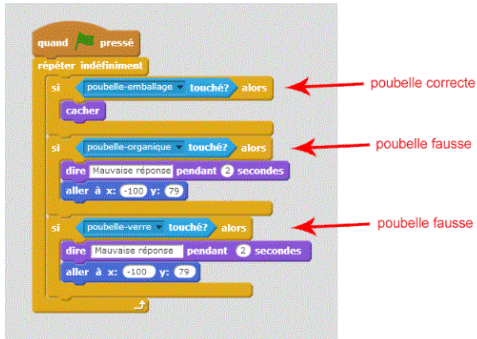 quand pressé
répéter indéfiniment
si poubelle-emballage touché? alors
poubelle correcte
cacher
si poubelle-organique touché? alors
poubelle fausse
dire Mauvaise réponse pendant 2 secondes
aller à x: -100 y: 79
si poubelle-verre touché? alors
poubelle fausse
dire Mauvaise réponse pendant 2 secondes
aller à x: -100 y: 79